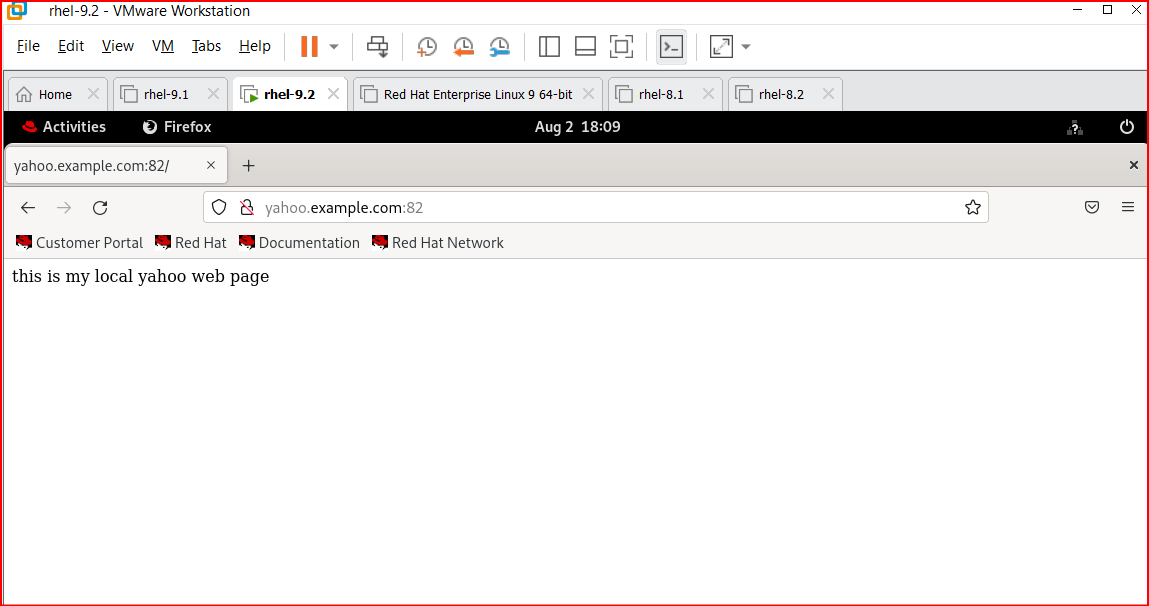 rhel-9.2 - VMware Workstation
File Edit View VM Tabs Help
Home rhel-9.1 rhel-9.2 Red Hat Enterprise Linux 9 64-bit rhel-8.1 rhel-8.2
Activities Firefox Aug 2 18:09
yahoo.example.com:82/
yahoo.example.com:82
Customer Portal Red Hat Documentation Red Hat Network
this is my local yahoo web page